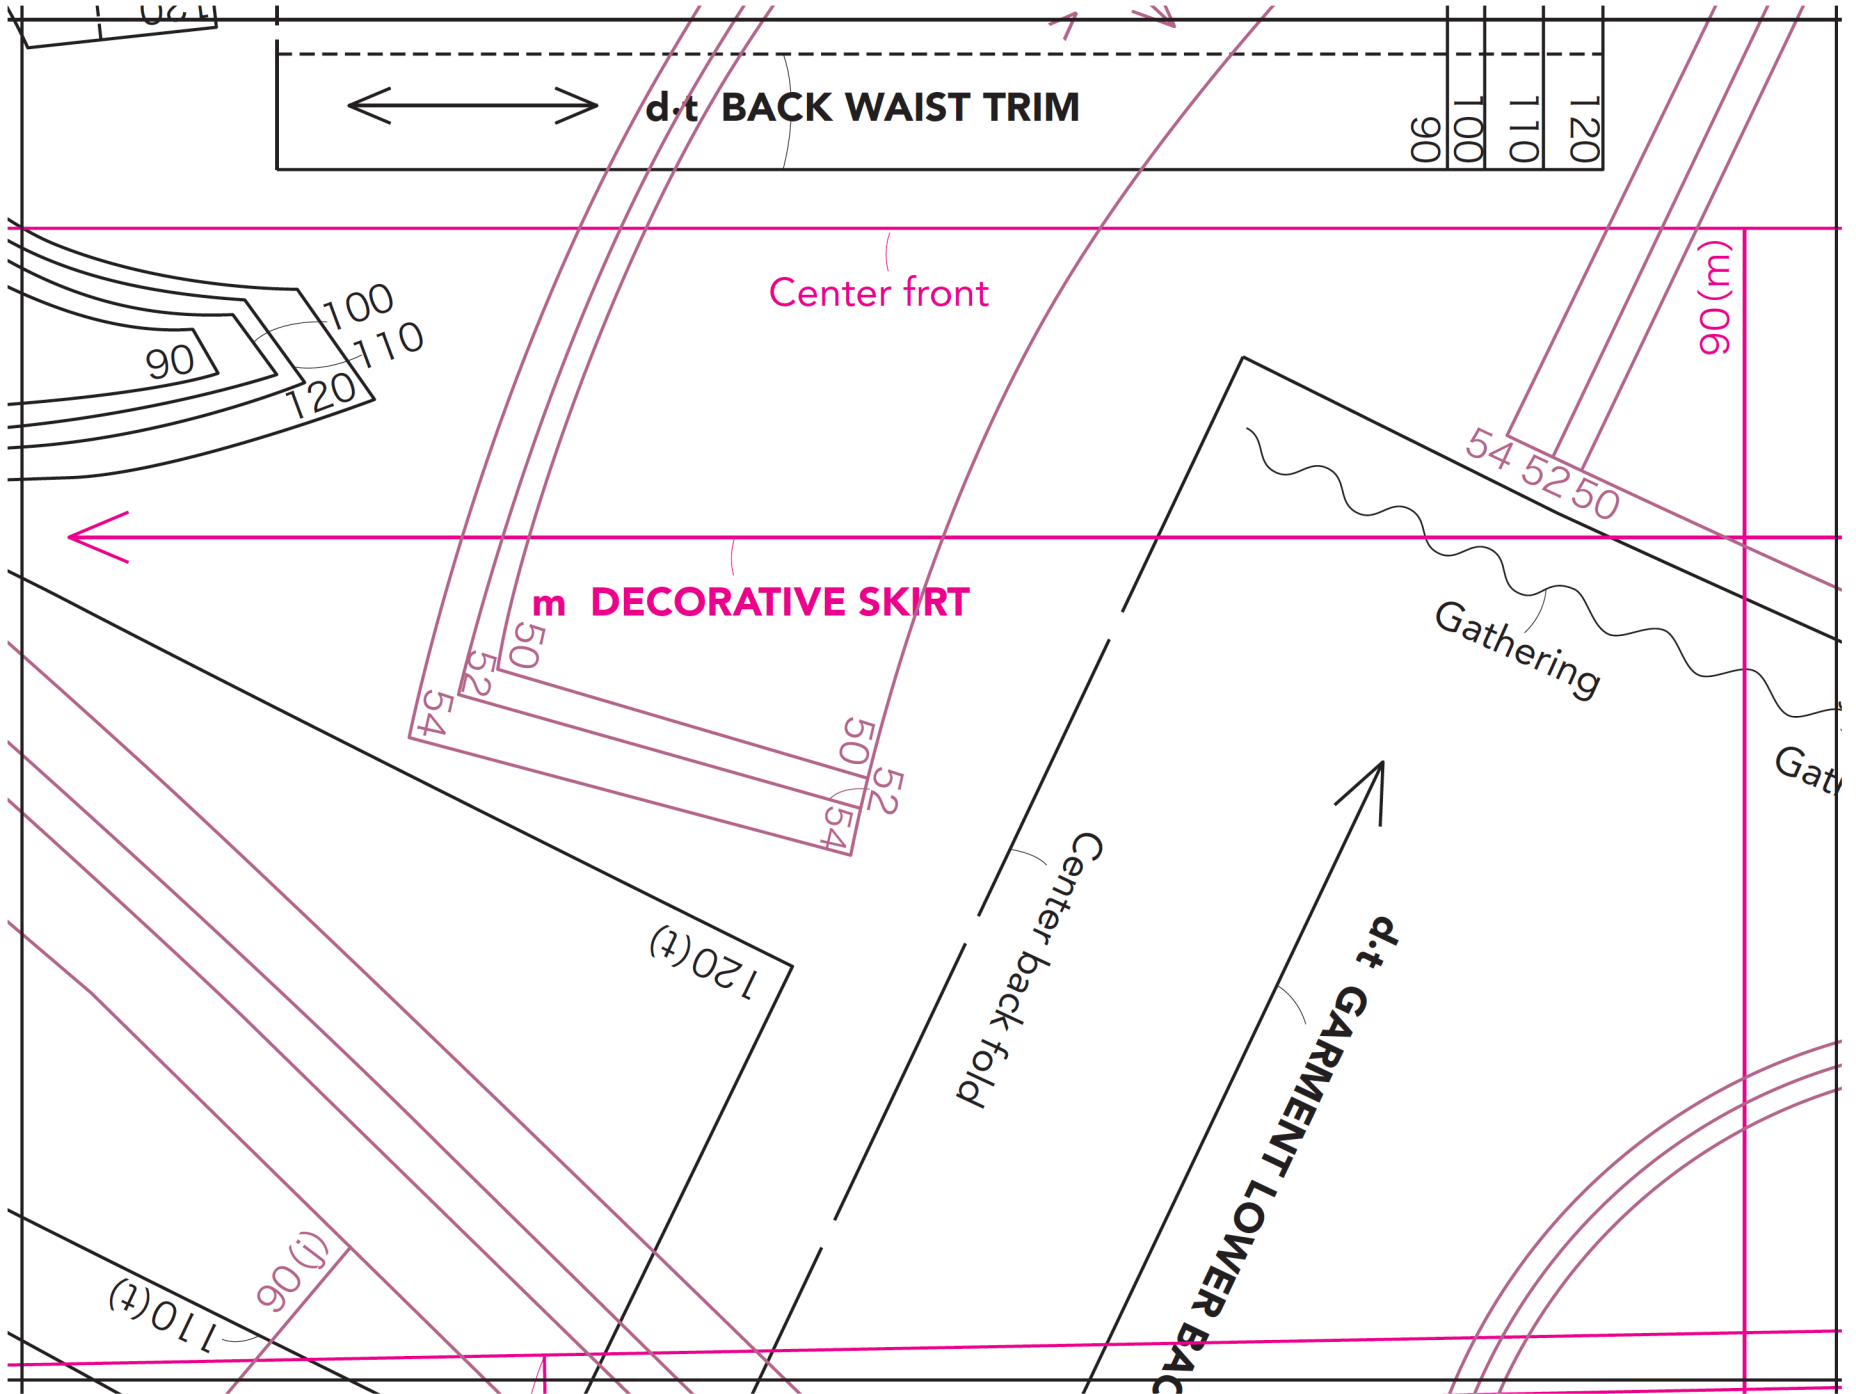 120
d·t BACK WAIST TRIM
90
100
110
120
Center front
90(m)
100
110
90
120
54
52
50
m DECORATIVE SKIRT
50
52
54
50
52
54
Gathering
Center back fold
120(t)
d·t GARMENT LOWER BAC
90(j)
110(t)